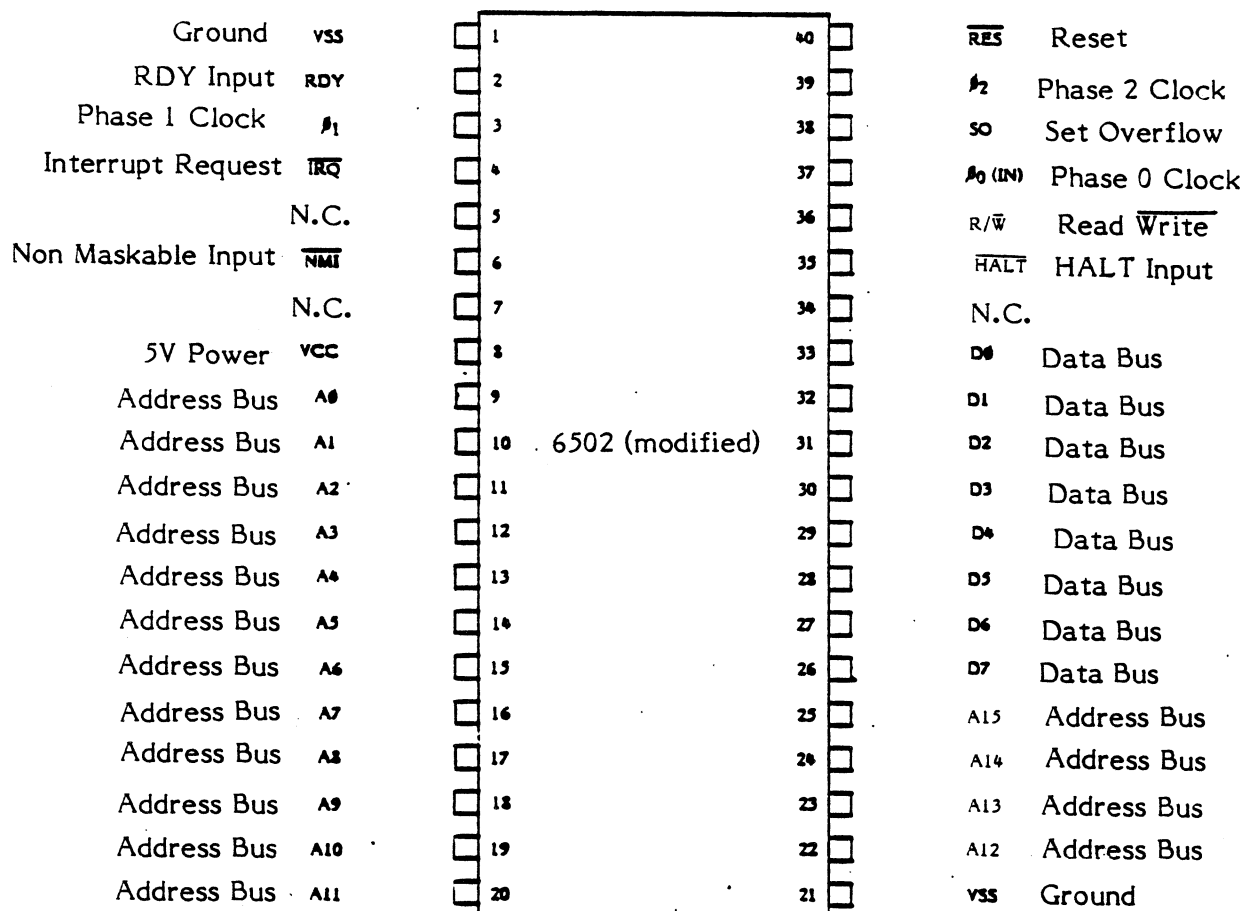 Ground VSS 1 40 R̅E̅S̅ Reset
RDY Input RDY 2 39 ϕ2 Phase 2 Clock
Phase 1 Clock ϕ1 3 38 SO Set Overflow
Interrupt Request I̅R̅Q̅ 4 37 ϕ0 (IN) Phase 0 Clock
N.C. 5 36 R/W̅ Read W̅r̅i̅t̅e̅
Non Maskable Input N̅M̅I̅ 6 35 H̅A̅L̅T̅ HALT Input
N.C. 7 34 N.C.
5V Power VCC 8 33 D0 Data Bus
Address Bus A0 9 32 D1 Data Bus
Address Bus A1 10 6502 (modified) 31 D2 Data Bus
Address Bus A2 11 30 D3 Data Bus
Address Bus A3 12 29 D4 Data Bus
Address Bus A4 13 28 D5 Data Bus
Address Bus A5 14 27 D6 Data Bus
Address Bus A6 15 26 D7 Data Bus
Address Bus A7 16 25 A15 Address Bus
Address Bus A8 17 24 A14 Address Bus
Address Bus A9 18 23 A13 Address Bus
Address Bus A10 19 22 A12 Address Bus
Address Bus A11 20 21 VSS Ground